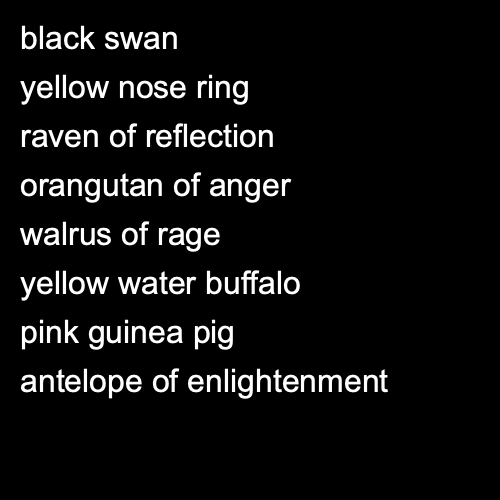 black swan
yellow nose ring
raven of reflection
orangutan of anger
walrus of rage
yellow water buffalo
pink guinea pig
antelope of enlightenment